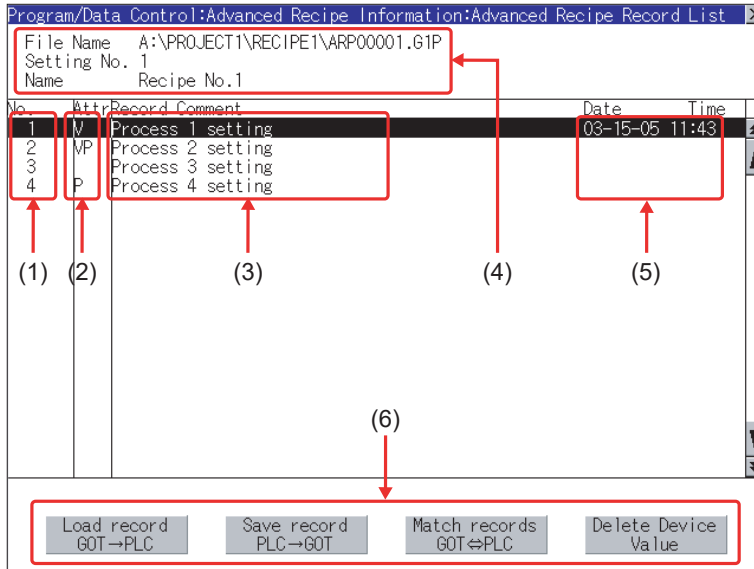 Program/Data Control:Advanced Recipe Information:Advanced Recipe Record List
File Name A:\PROJECT1\RECIPE1\ARP00001.G1P
Setting No. 1
Name Recipe No.1
No. Attr Record Comment Date Time
1 V Process 1 setting 03-15-05 11:43
2 VP Process 2 setting
3 Process 3 setting
4 P Process 4 setting
(1) (2) (3) (4) (5)
(6)
Load record Save record Match records Delete Device
GOT→PLC PLC→GOT GOT⇔PLC Value